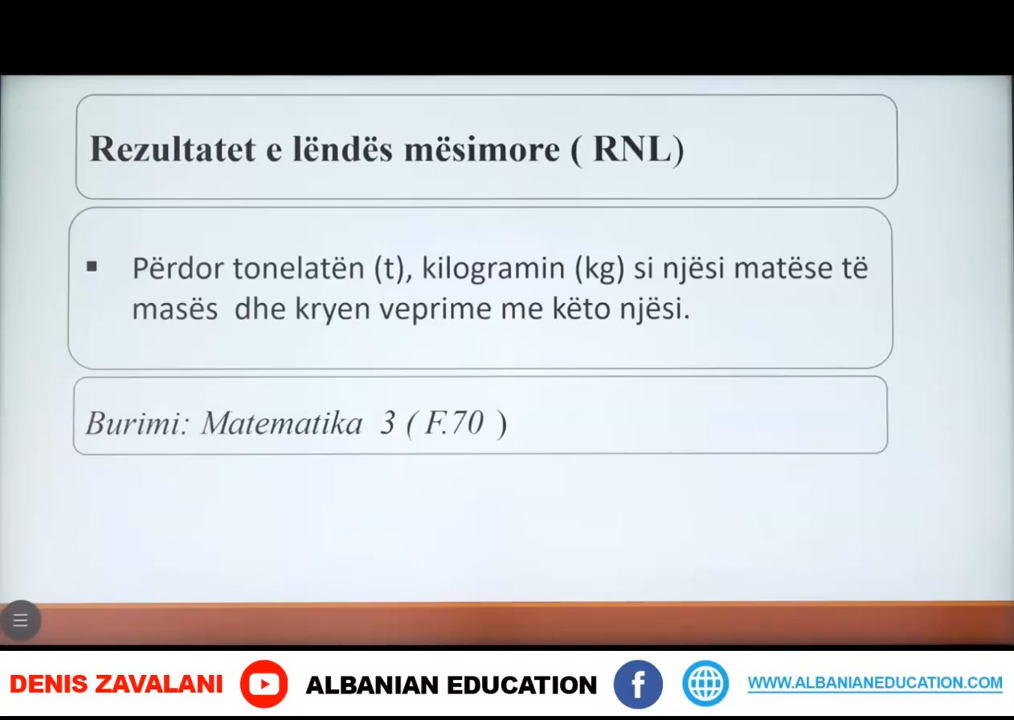 Rezultatet e lëndës mësimore ( RNL)
▪ Përdor tonelatën (t), kilogramin (kg) si njësi matëse të
masës dhe kryen veprime me këto njësi.
Burimi: Matematika 3 ( F.70 )
DENIS ZAVALANI ALBANIAN EDUCATION WWW.ALBANIANEDUCATION.COM